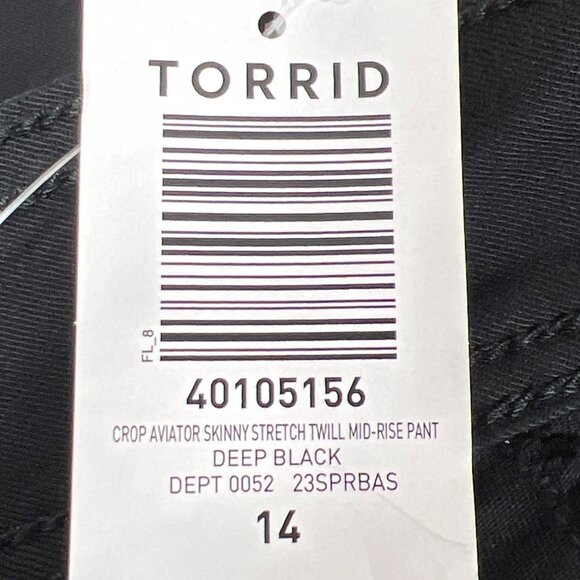 TORRID
FL_8
40105156
CROP AVIATOR SKINNY STRETCH TWILL MID-RISE PANT
DEEP BLACK
DEPT 0052 23SPRBAS
14